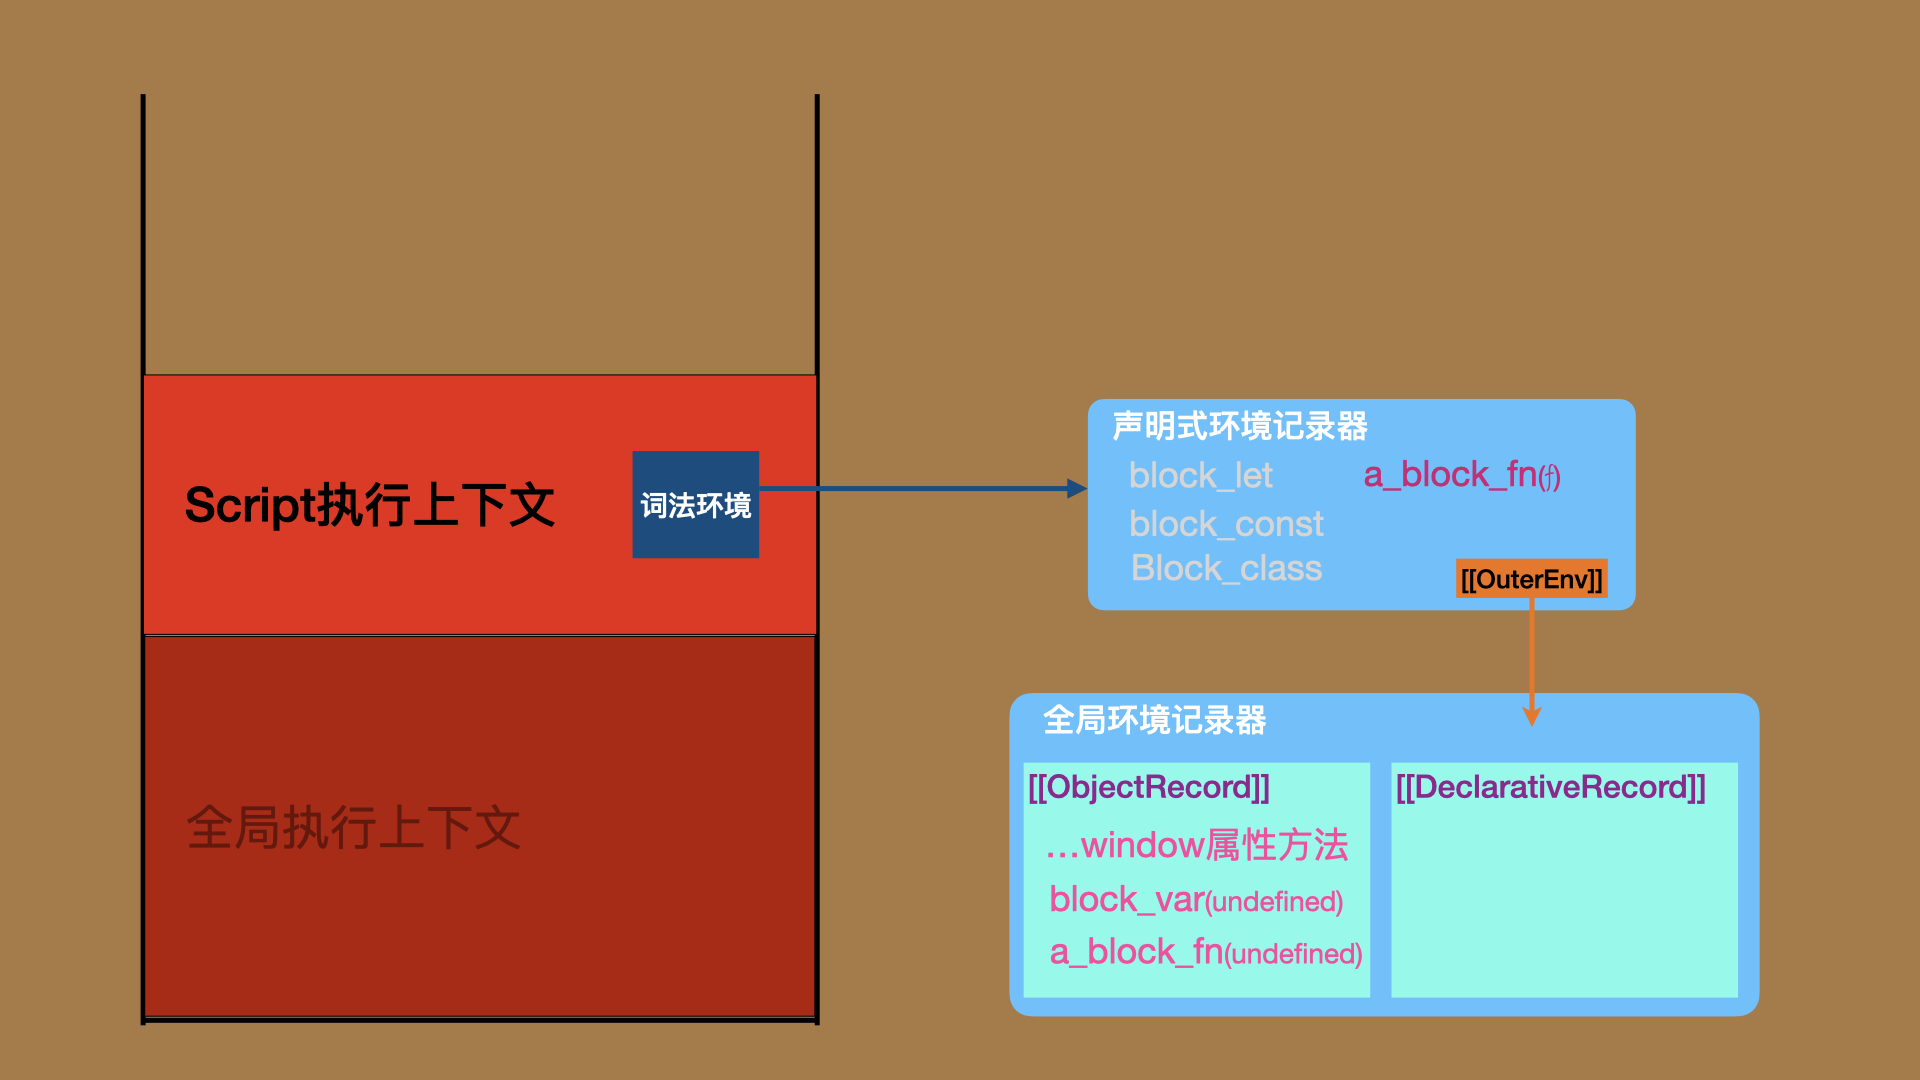 Script执行上下文
词法环境
全局执行上下文
声明式环境记录器
block_let
a_block_fn(ƒ)
block_const
Block_class
[[OuterEnv]]
全局环境记录器
[[ObjectRecord]]
...window属性方法
block_var(undefined)
a_block_fn(undefined)
[[DeclarativeRecord]]